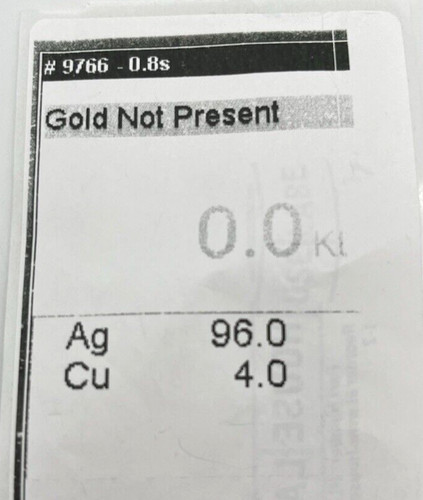 # 9766 - 0.8s
Gold Not Present
0.0 Kt
Ag 96.0
Cu 4.0